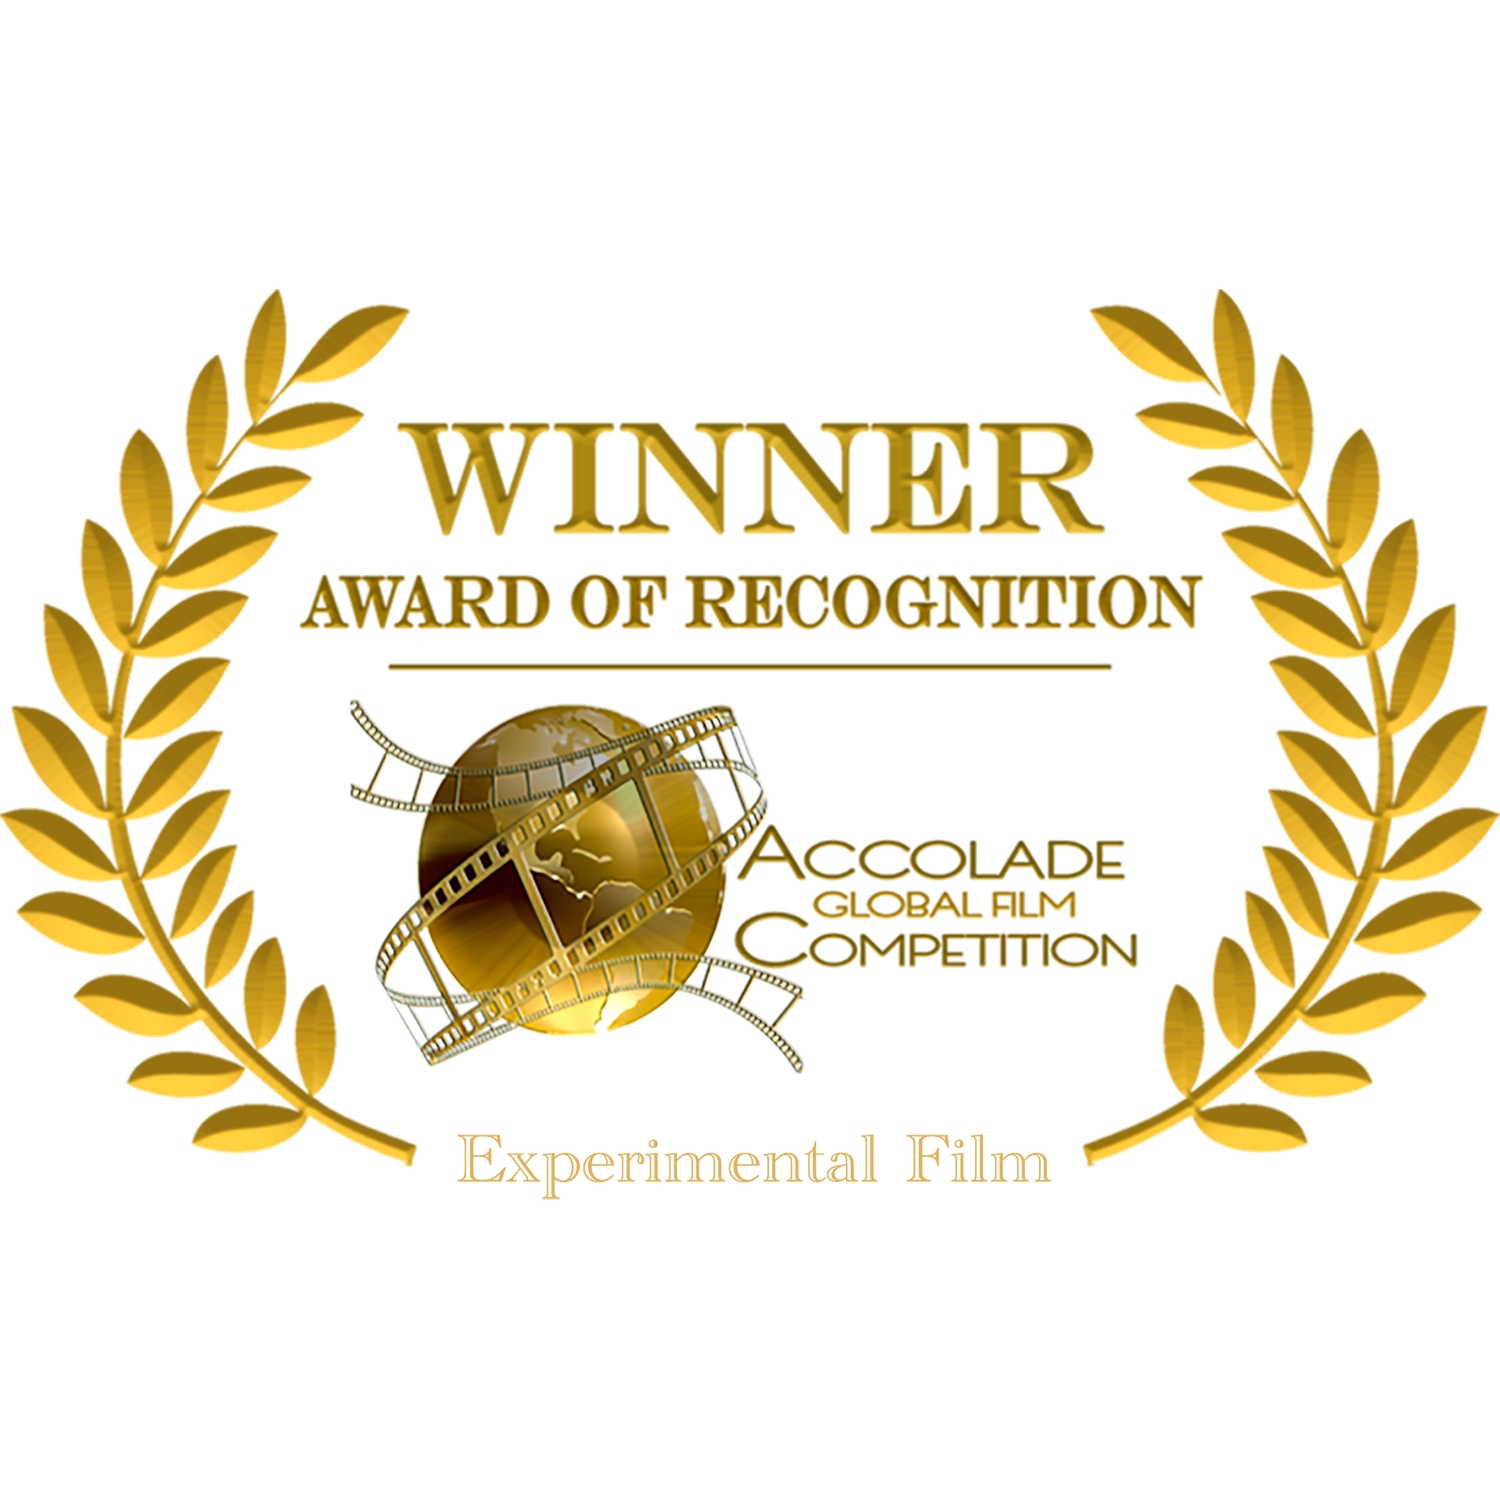 WINNER
AWARD OF RECOGNITION
ACCOLADE
GLOBAL FILM
COMPETITION
Experimental Film